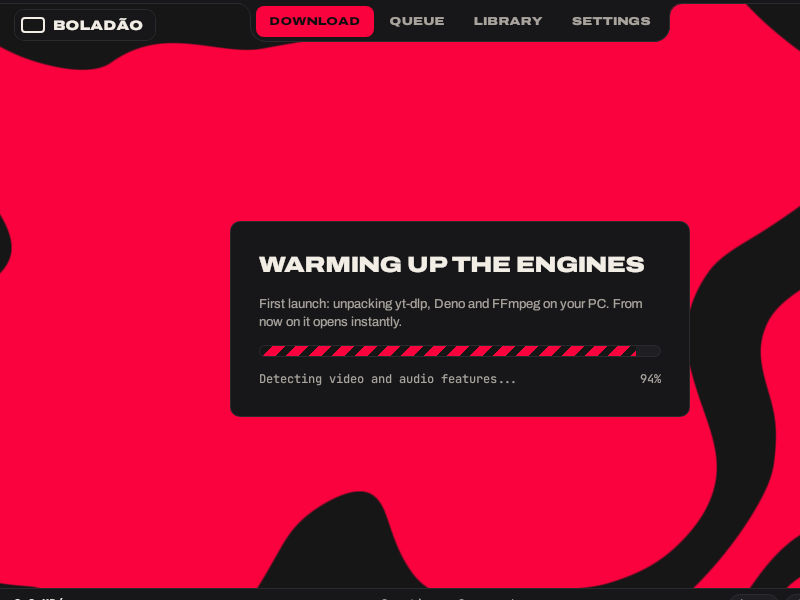 BOLADÃO
DOWNLOAD QUEUE LIBRARY SETTINGS
WARMING UP THE ENGINES
First launch: unpacking yt-dlp, Deno and FFmpeg on your PC. From
now on it opens instantly.
Detecting video and audio features... 94%